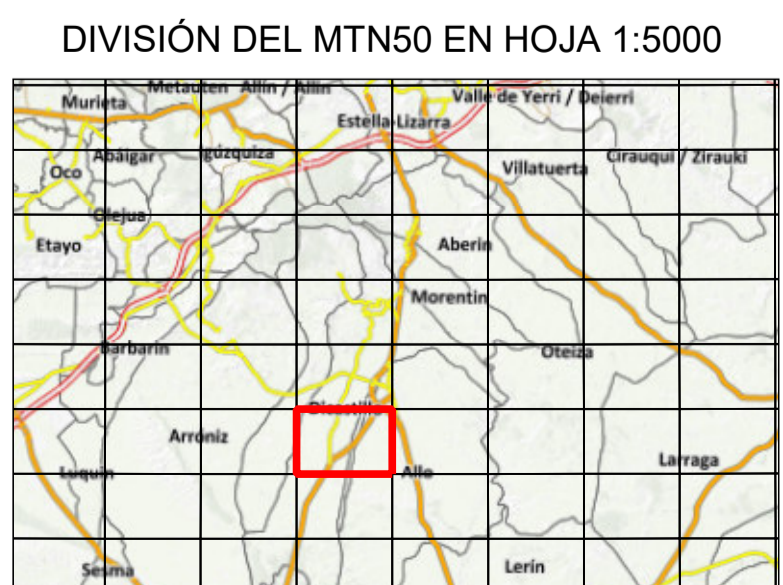 DIVISIÓN DEL MTN50 EN HOJA 1:5000
Metauten Allín / Allin
Murieta
Valle de Yerri / Deierri
Estella-Lizarra
Abáigar
Igúzquiza
Cirauqui / Zirauki
Oco
Villatuerta
Olejua
Etayo
Aberin
Morentin
Barbarin
Oteiza
Dicastillo
Arróniz
Larraga
Luquin
Allo
Lerín
Sesma